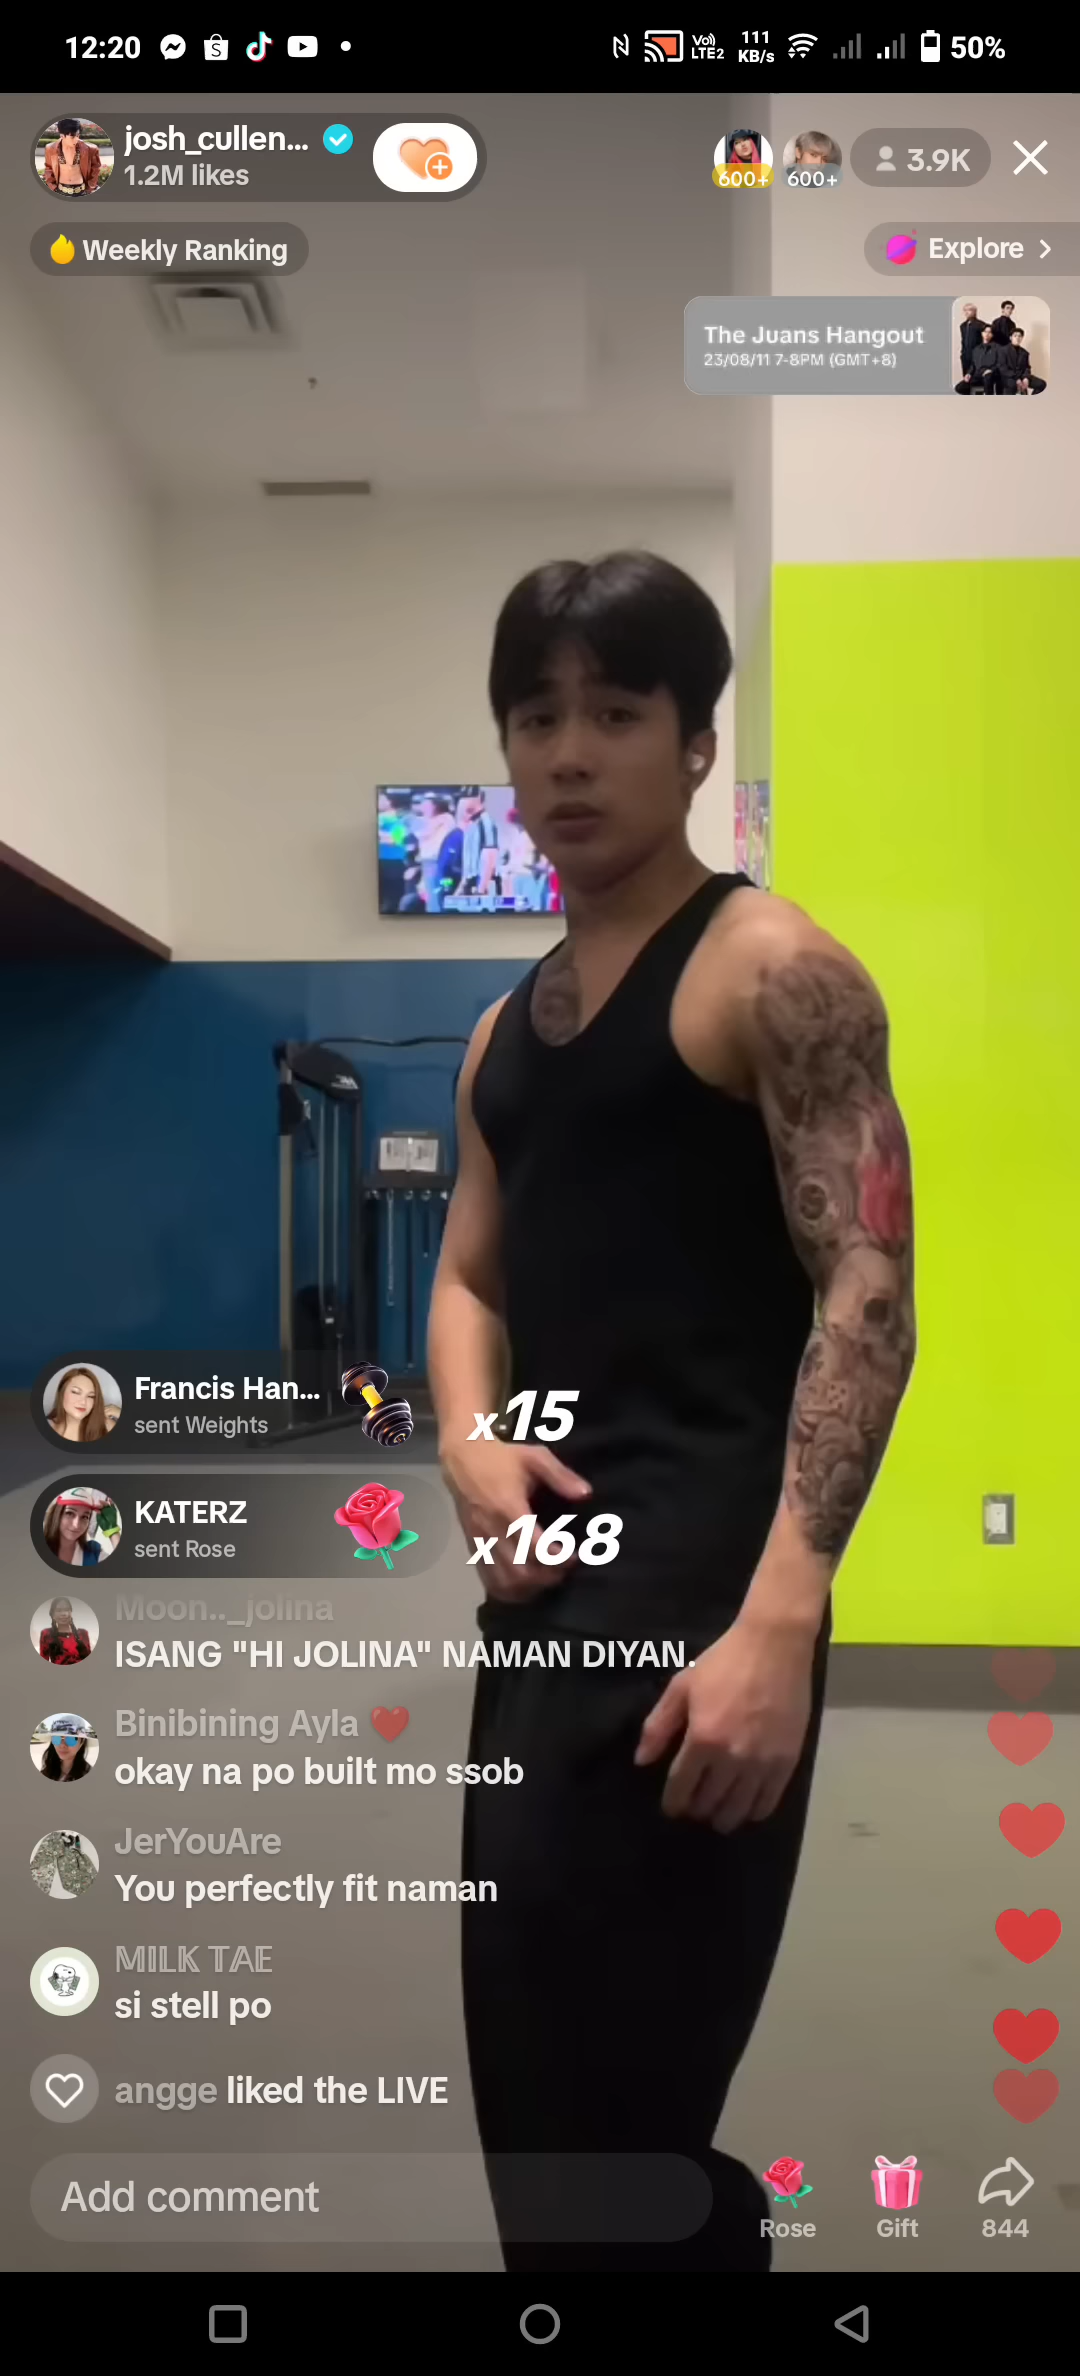 12:20
Vo))
LTE2
111
KB/s
50%
josh_cullen...
1.2M likes
600+
600+
3.9K
Weekly Ranking
Explore
The Juans Hangout
23/08/11 7-8PM (GMT+8)
Francis Han...
sent Weights
x15
KATERZ
sent Rose
x168
Moon.._jolina
ISANG "HI JOLINA" NAMAN DIYAN.
Binibining Ayla ❤️
okay na po built mo ssob
JerYouAre
You perfectly fit naman
𝕄𝕀𝕃𝕂 𝕋𝔸𝔼
si stell po
angge liked the LIVE
Add comment
Rose
Gift
844